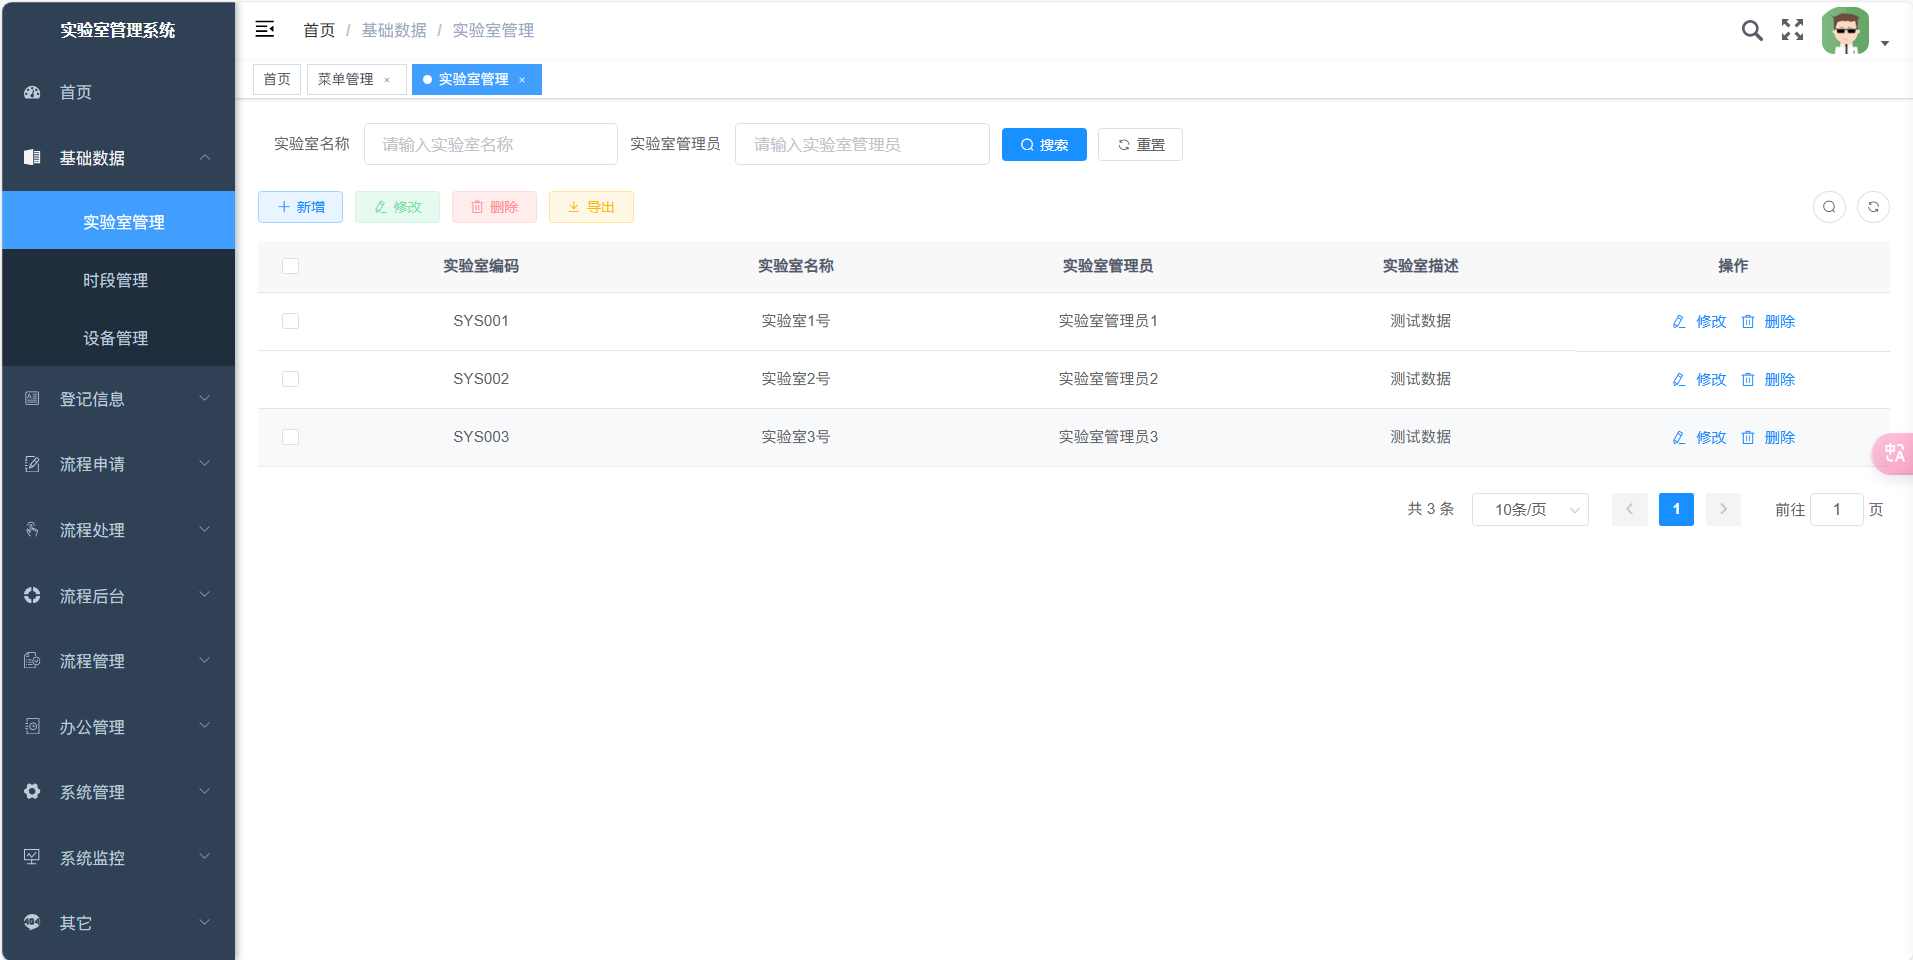 实验室管理系统
首页
基础数据
实验室管理
时段管理
设备管理
登记信息
流程申请
流程处理
流程后台
流程管理
办公管理
系统管理
系统监控
其它
首页 / 基础数据 / 实验室管理
首页 菜单管理 × 实验室管理 ×
实验室名称 请输入实验室名称 实验室管理员 请输入实验室管理员 搜索 重置
新增 修改 删除 导出
实验室编码 实验室名称 实验室管理员 实验室描述 操作
SYS001 实验室1号 实验室管理员1 测试数据 修改 删除
SYS002 实验室2号 实验室管理员2 测试数据 修改 删除
SYS003 实验室3号 实验室管理员3 测试数据 修改 删除
中A
共 3 条 10条/页 1 前往 1 页